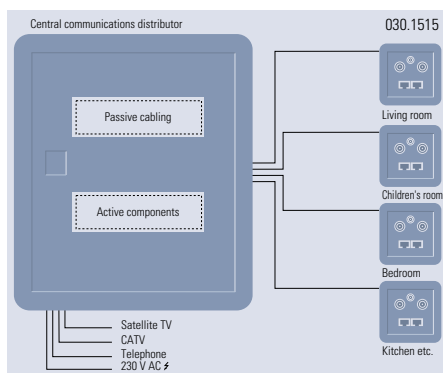 Central communications distributor
030.1515
Passive cabling
Active components
Living room
Children's room
Bedroom
Kitchen etc.
Satellite TV
CATV
Telephone
230 V AC ⚡